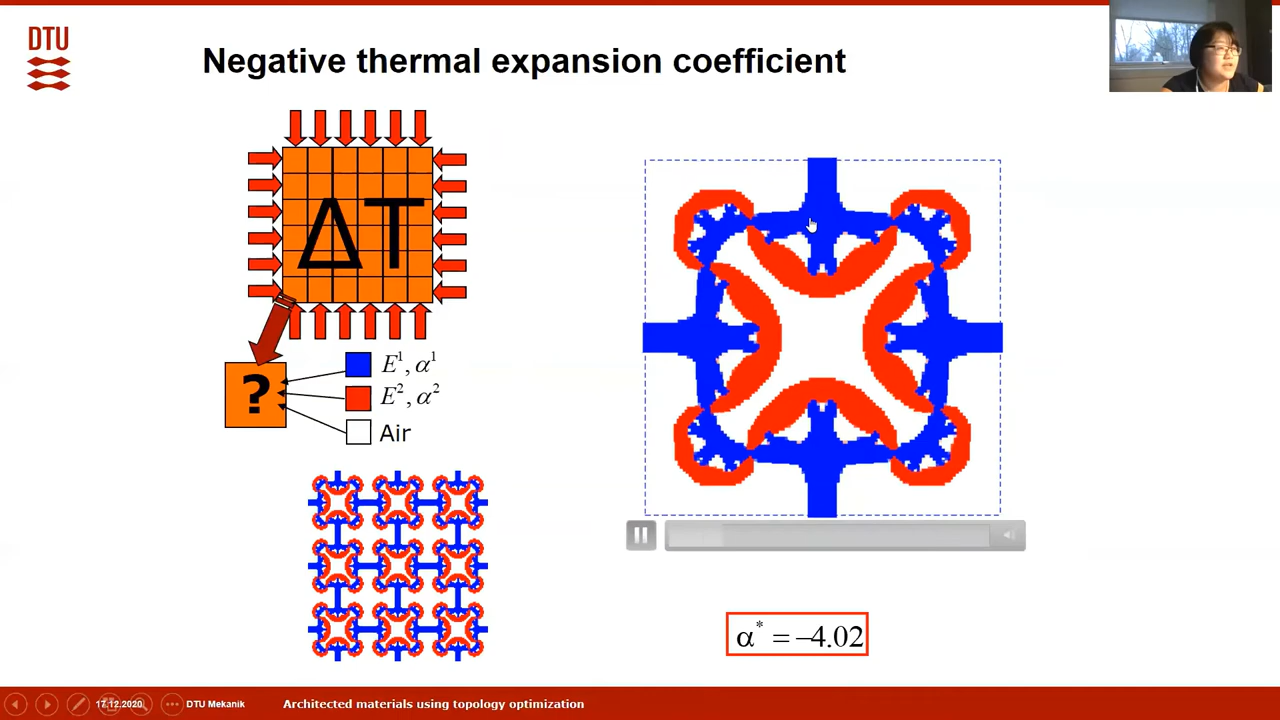 DTU
Negative thermal expansion coefficient
ΔT
?
E¹, α¹
E², α²
Air
α* = –4.02
17.12.2020
DTU Mekanik
Architected materials using topology optimization